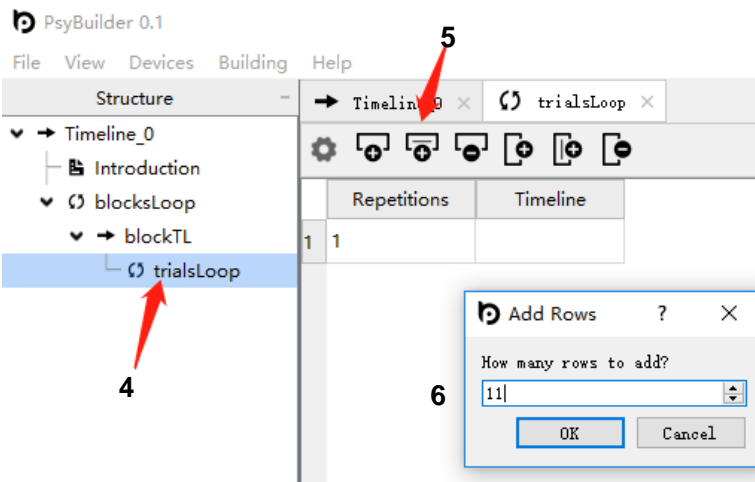 PsyBuilder 0.1
5
File View Devices Building Help
Structure
Timeline_0
trialsLoop
Timeline_0
Introduction
blocksLoop
Repetitions Timeline
blockTL
1 1
trialsLoop
Add Rows ?
How many rows to add?
4
6
11
OK Cancel